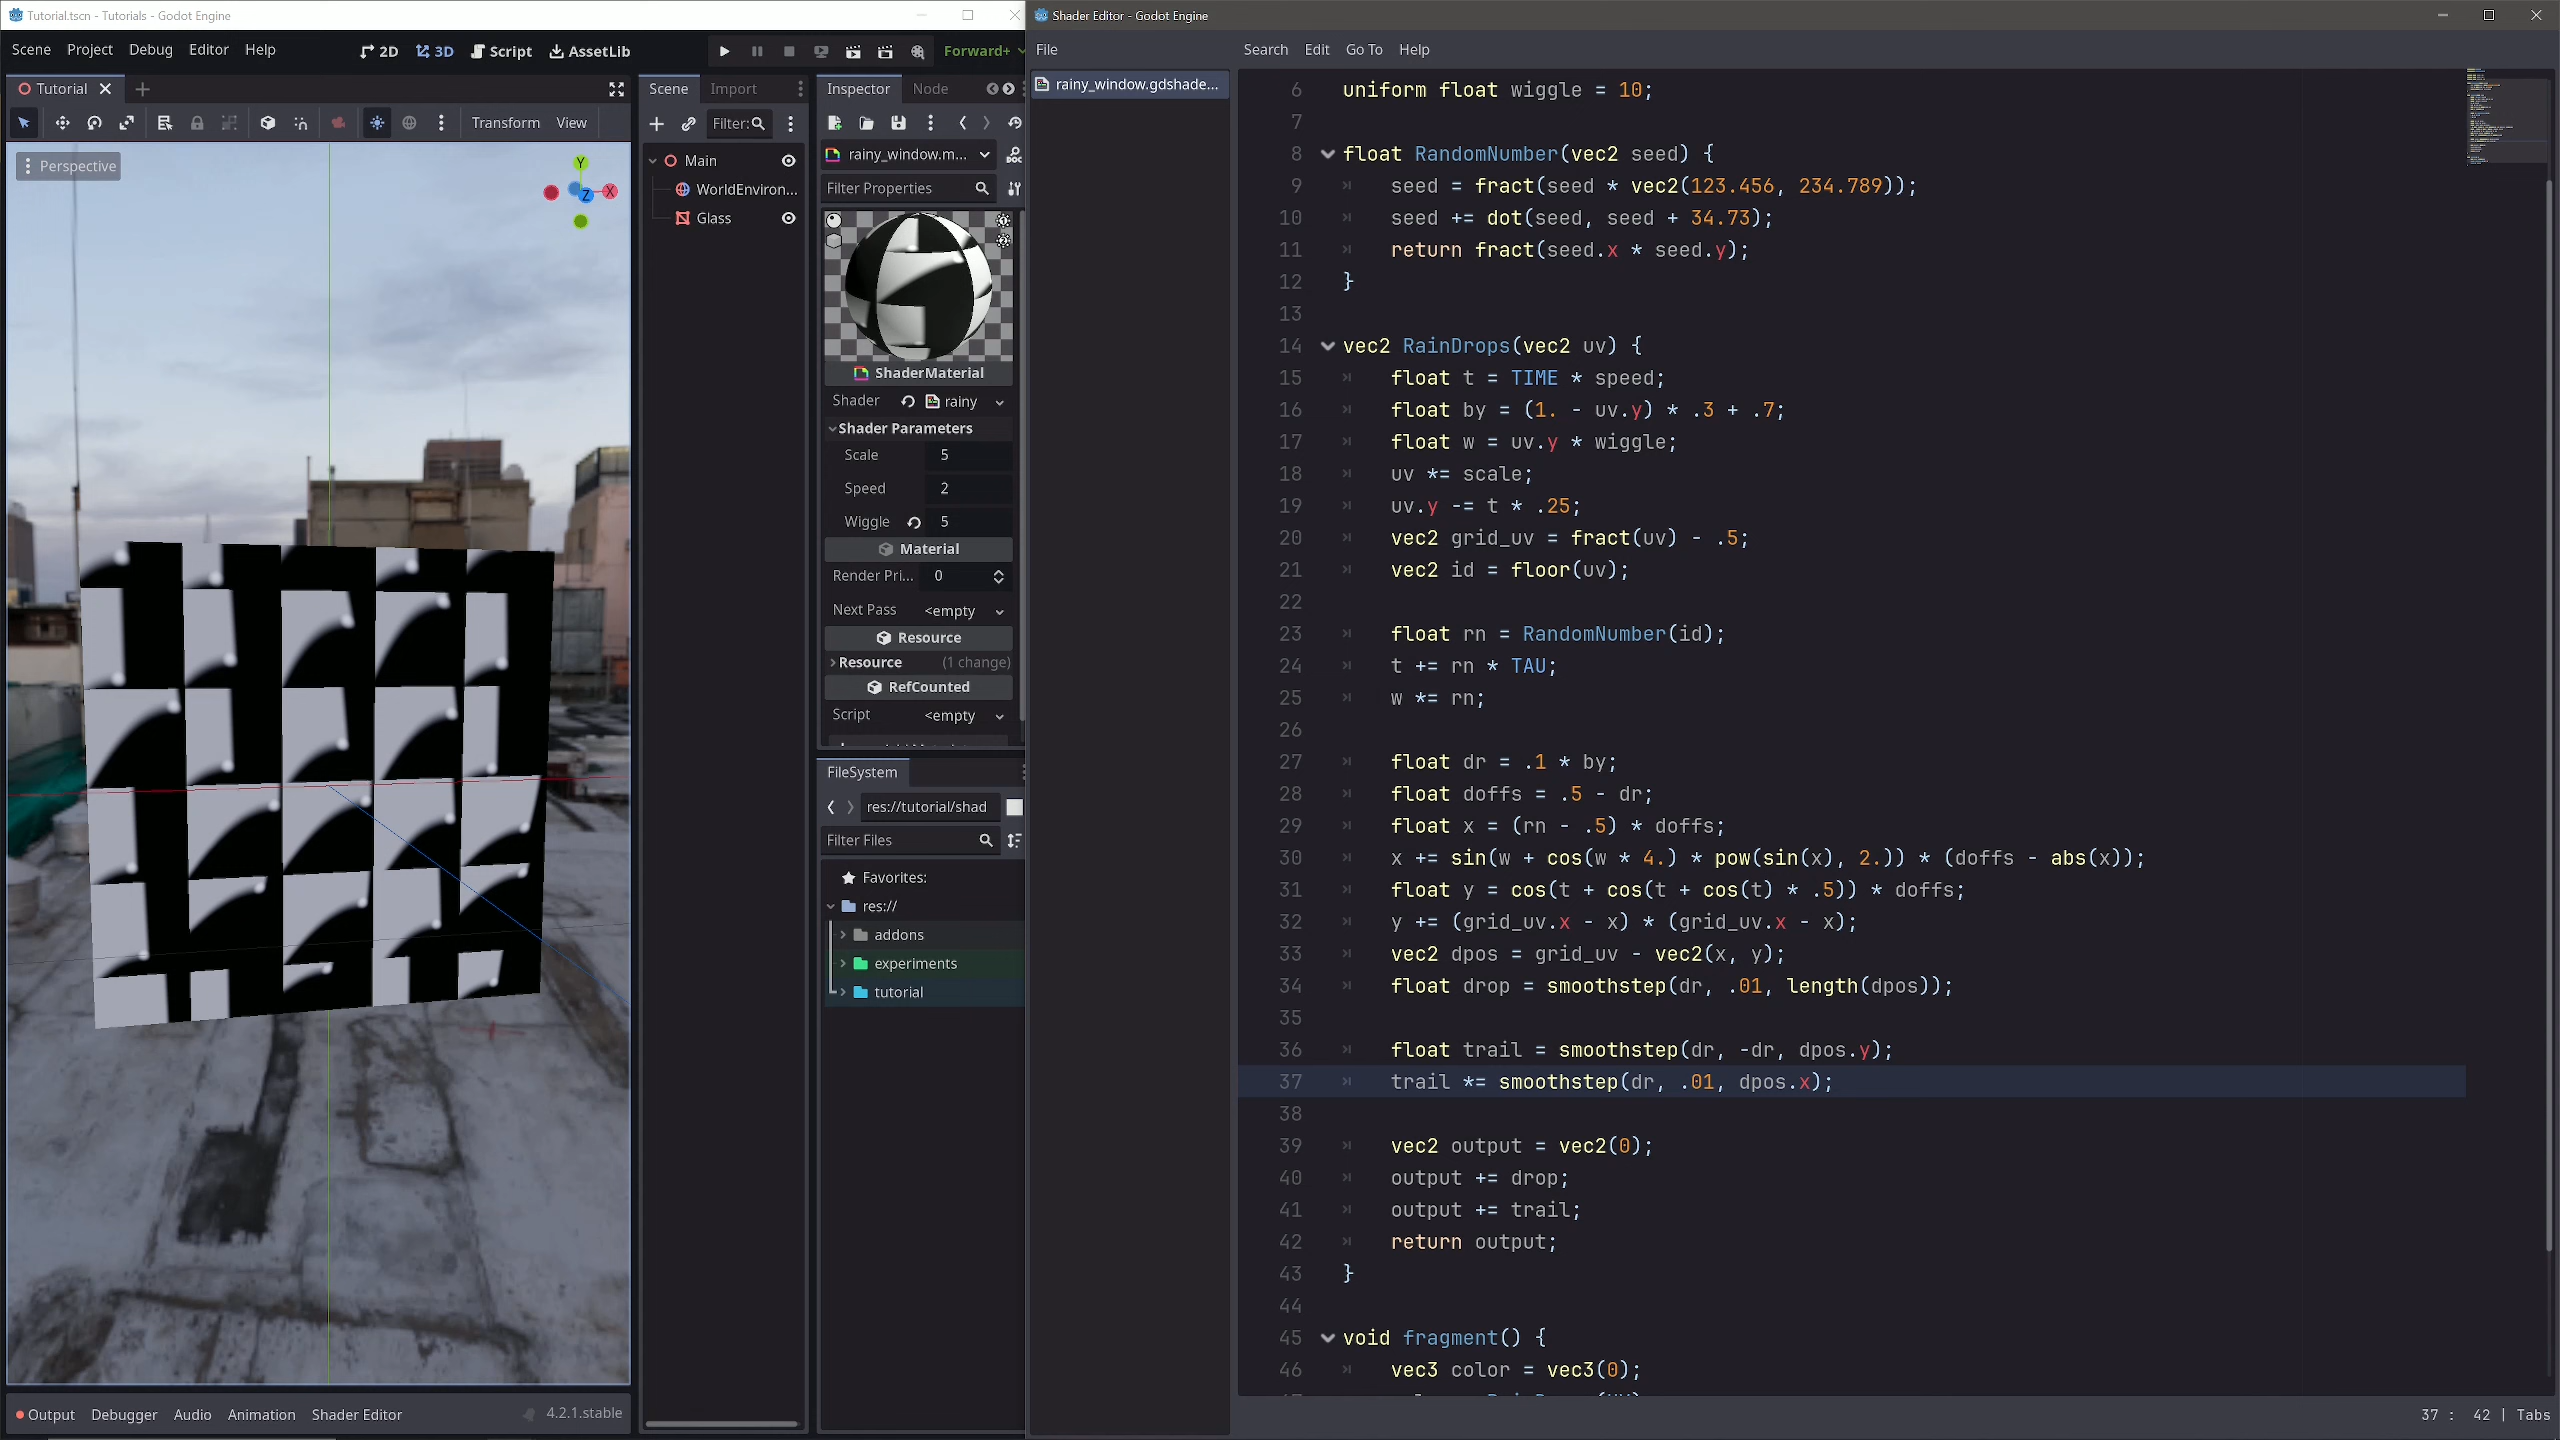 Tutorial.tscn - Tutorials - Godot Engine
Scene Project Debug Editor Help
2D 3D Script AssetLib
Forward+
Tutorial
Transform View
Perspective
Y
X
Z
Scene Import
Filter:
Main
WorldEnviron...
Glass
Inspector Node
rainy_window.m...
DOC
Filter Properties
ShaderMaterial
Shader rainy
Shader Parameters
Scale 5
Speed 2
Wiggle 5
Material
Render Pri... 0
Next Pass <empty
Resource
Resource (1 change)
RefCounted
Script <empty
FileSystem
res://tutorial/shad
Filter Files
Favorites:
res://
addons
experiments
tutorial
Output Debugger Audio Animation Shader Editor 4.2.1.stable
Shader Editor - Godot Engine
File Search Edit Go To Help
rainy_window.gdshade...
6 uniform float wiggle = 10;
7
8 float RandomNumber(vec2 seed) {
9 seed = fract(seed * vec2(123.456, 234.789));
10 seed += dot(seed, seed + 34.73);
11 return fract(seed.x * seed.y);
12 }
13
14 vec2 RainDrops(vec2 uv) {
15 float t = TIME * speed;
16 float by = (1. - uv.y) * .3 + .7;
17 float w = uv.y * wiggle;
18 uv *= scale;
19 uv.y -= t * .25;
20 vec2 grid_uv = fract(uv) - .5;
21 vec2 id = floor(uv);
22
23 float rn = RandomNumber(id);
24 t += rn * TAU;
25 w *= rn;
26
27 float dr = .1 * by;
28 float doffs = .5 - dr;
29 float x = (rn - .5) * doffs;
30 x += sin(w + cos(w * 4.) * pow(sin(x), 2.)) * (doffs - abs(x));
31 float y = cos(t + cos(t + cos(t) * .5)) * doffs;
32 y += (grid_uv.x - x) * (grid_uv.x - x);
33 vec2 dpos = grid_uv - vec2(x, y);
34 float drop = smoothstep(dr, .01, length(dpos));
35
36 float trail = smoothstep(dr, -dr, dpos.y);
37 trail *= smoothstep(dr, .01, dpos.x);
38
39 vec2 output = vec2(0);
40 output += drop;
41 output += trail;
42 return output;
43 }
44
45 void fragment() {
46 vec3 color = vec3(0);
37 : 42 | Tabs